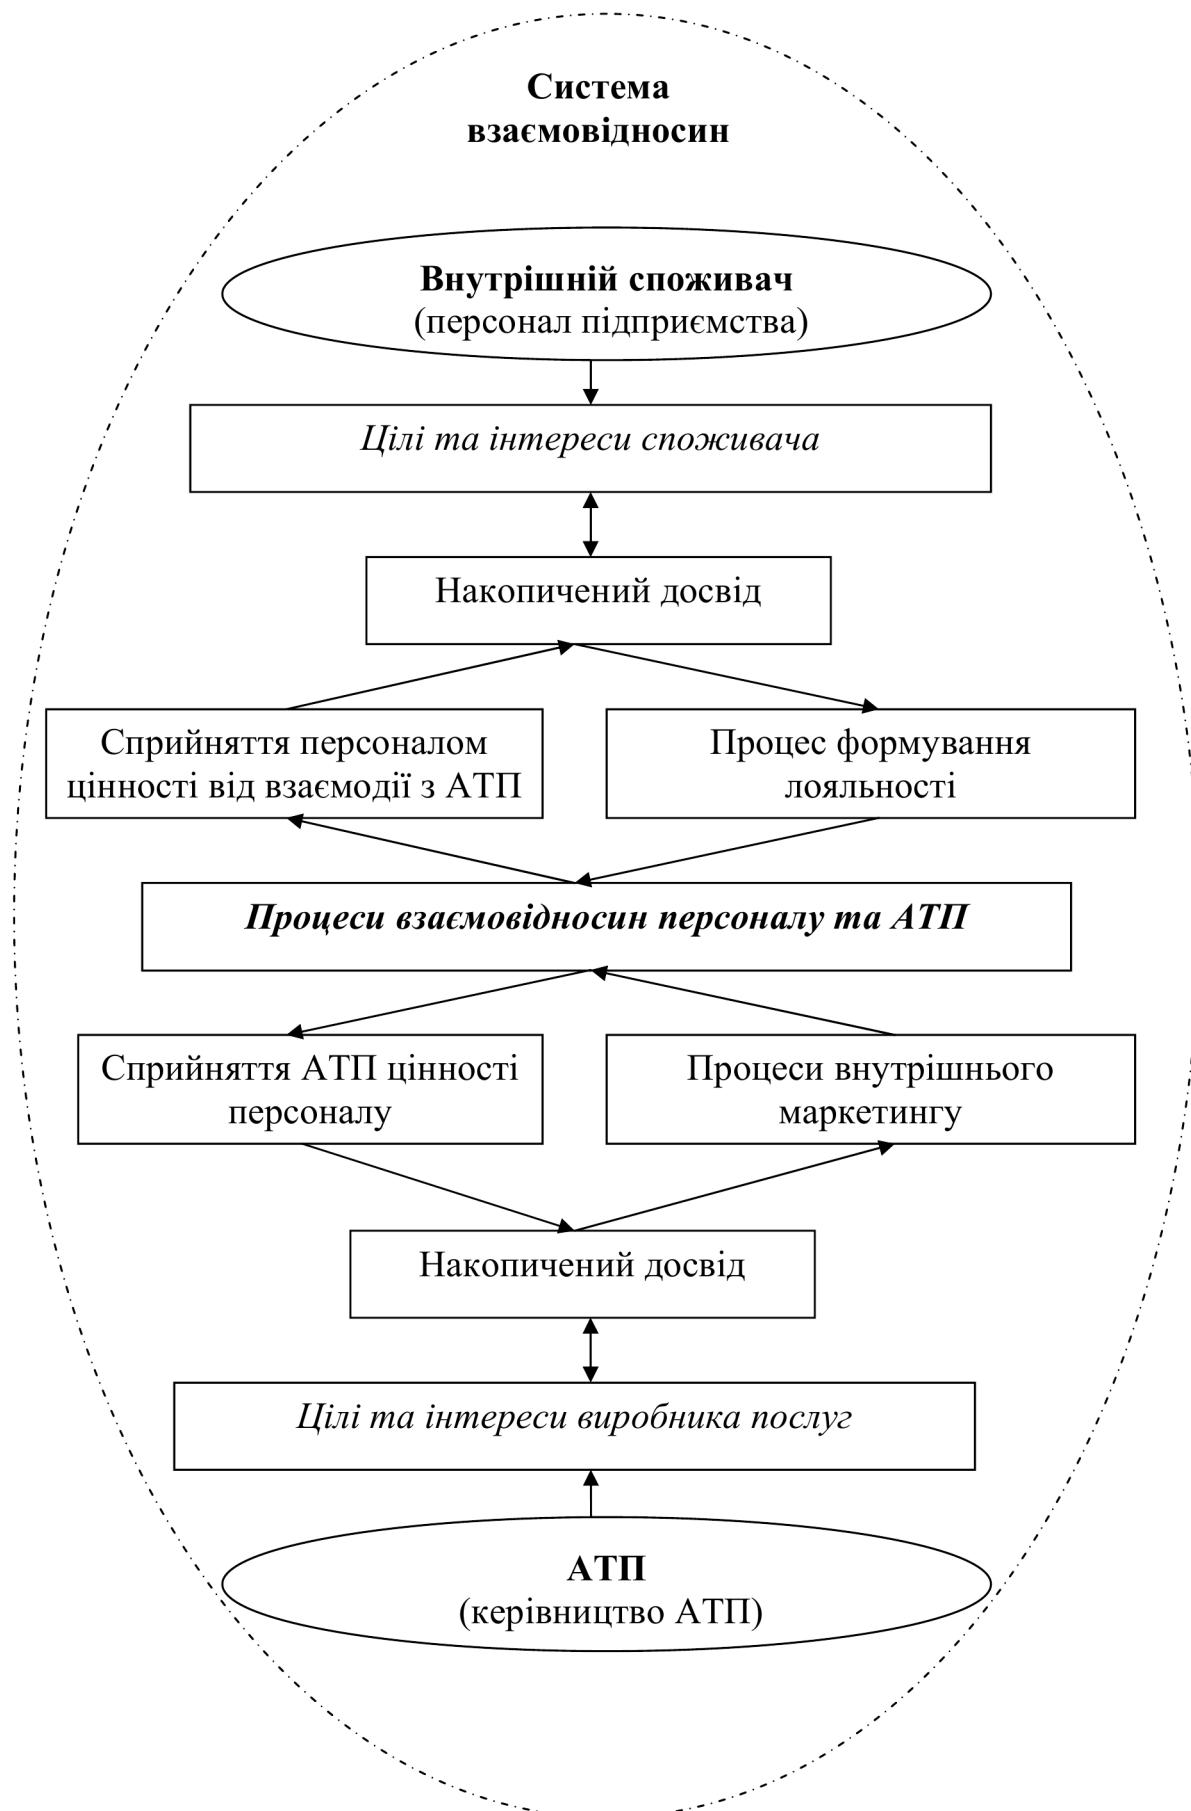 Система
взаємовідносин
Внутрішній споживач
(персонал підприємства)
Цілі та інтереси споживача
Накопичений досвід
Сприйняття персоналом
цінності від взаємодії з АТП
Процес формування
лояльності
Процеси взаємовідносин персоналу та АТП
Сприйняття АТП цінності
персоналу
Процеси внутрішнього
маркетингу
Накопичений досвід
Цілі та інтереси виробника послуг
АТП
(керівництво АТП)